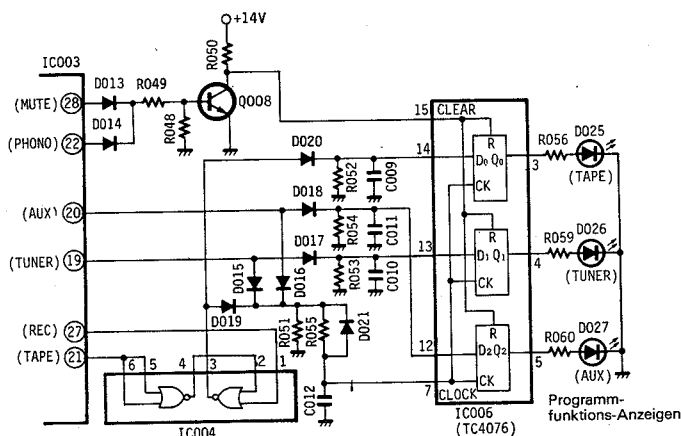 +14V
R050
IC003
D013
R049
(MUTE) 28
Q008
R048
D014
(PHONO) 22
15
CLEAR
R
D0 Q0
CK
14
3
R056
D025
(TAPE)
D020
R052
C009
D018
(AUX) 20
R054
C011
D017
(TUNER) 19
R053
C010
13
R
D1 Q1
CK
4
R059
D026
(TUNER)
D015
D016
D019
R051
R055
D021
(REC) 27
(TAPE) 21
6
5
4
3
2
1
IC004
C012
12
R
D2 Q2
CK
5
R060
D027
(AUX)
7
CLOCK
IC006
(TC4076)
Programm-
funktions-Anzeigen